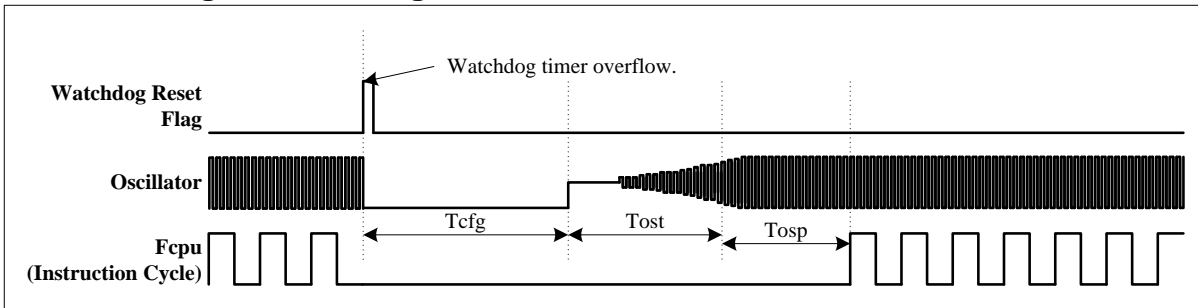 Watchdog timer overflow.
Watchdog Reset
Flag
Oscillator
Tcfg
Tost
Tosp
Fcpu
(Instruction Cycle)